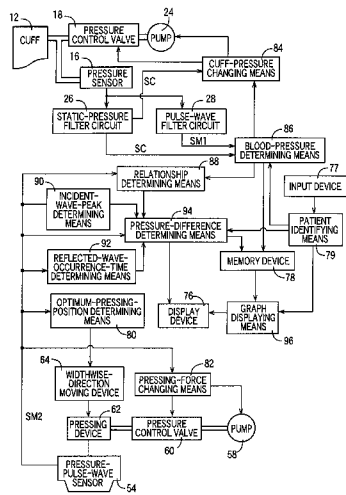 12
CUFF
18
PRESSURE
CONTROL VALVE
24
PUMP
16
PRESSURE
SENSOR
84
CUFF-PRESSURE
CHANGING MEANS
SC
26
STATIC-PRESSURE
FILTER CIRCUIT
28
PULSE-WAVE
FILTER CIRCUIT
SM1
SC
86
BLOOD-PRESSURE
DETERMINING MEANS
88
RELATIONSHIP
DETERMINING MEANS
77
INPUT DEVICE
90
INCIDENT-
WAVE-PEAK
DETERMINING
MEANS
94
PRESSURE-DIFFERENCE
DETERMINING MEANS
PATIENT
IDENTIFYING
MEANS
79
92
REFLECTED-WAVE-
OCCURRENCE-TIME
DETERMINING MEANS
MEMORY DEVICE
78
OPTIMUM-PRESSING-
POSITION DETERMINING
MEANS
80
76
DISPLAY
DEVICE
GRAPH
DISPLAYING
MEANS
96
64
WIDTHWISE-
DIRECTION
MOVING DEVICE
82
PRESSING-FORCE
CHANGING MEANS
62
PRESSING
DEVICE
PRESSURE
CONTROL VALVE
60
PUMP
58
SM2
PRESSURE-
PULSE-WAVE
SENSOR
54